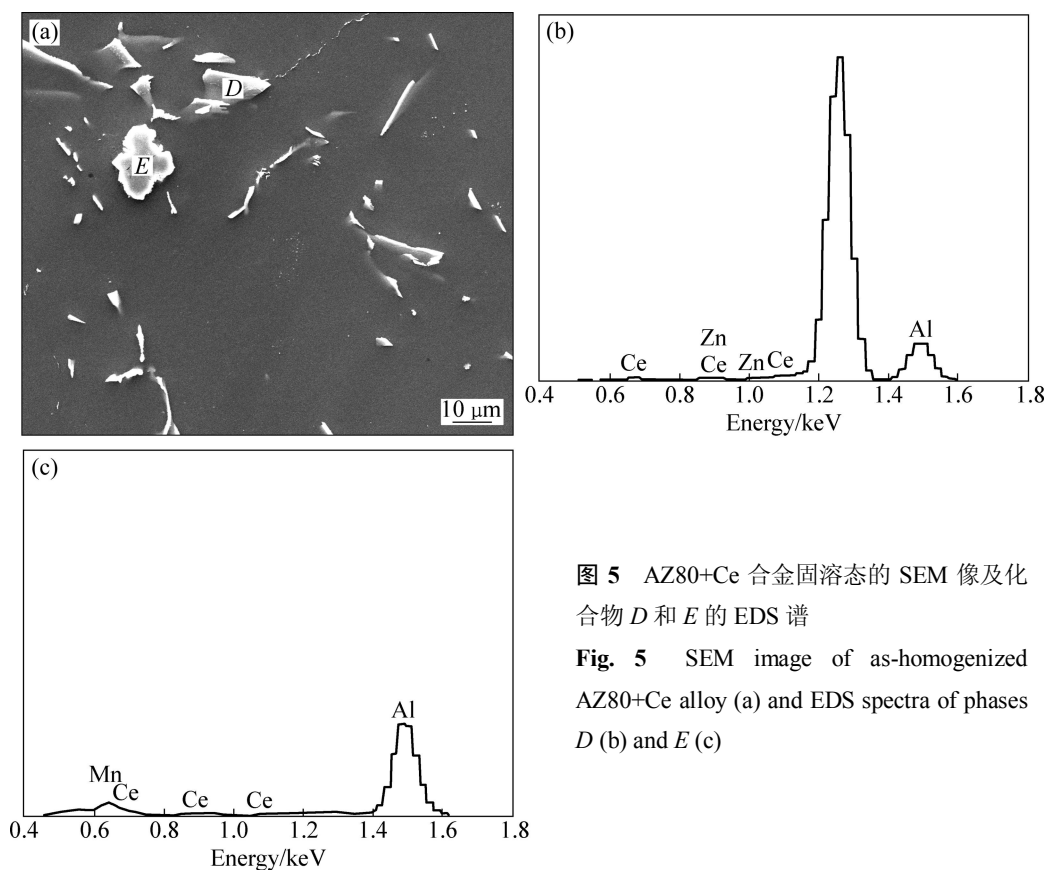 (a)
D
E
10 μm
(b)
Ce
Zn
Ce
Zn
Ce
Al
0.4 0.6 0.8 1.0 1.2 1.4 1.6 1.8
Energy/keV
(c)
Mn
Ce
Ce
Ce
Al
0.4 0.6 0.8 1.0 1.2 1.4 1.6 1.8
Energy/keV
图 5 AZ80+Ce 合金固溶态的 SEM 像及化
合物 D 和 E 的 EDS 谱
Fig. 5 SEM image of as-homogenized
AZ80+Ce alloy (a) and EDS spectra of phases
D (b) and E (c)